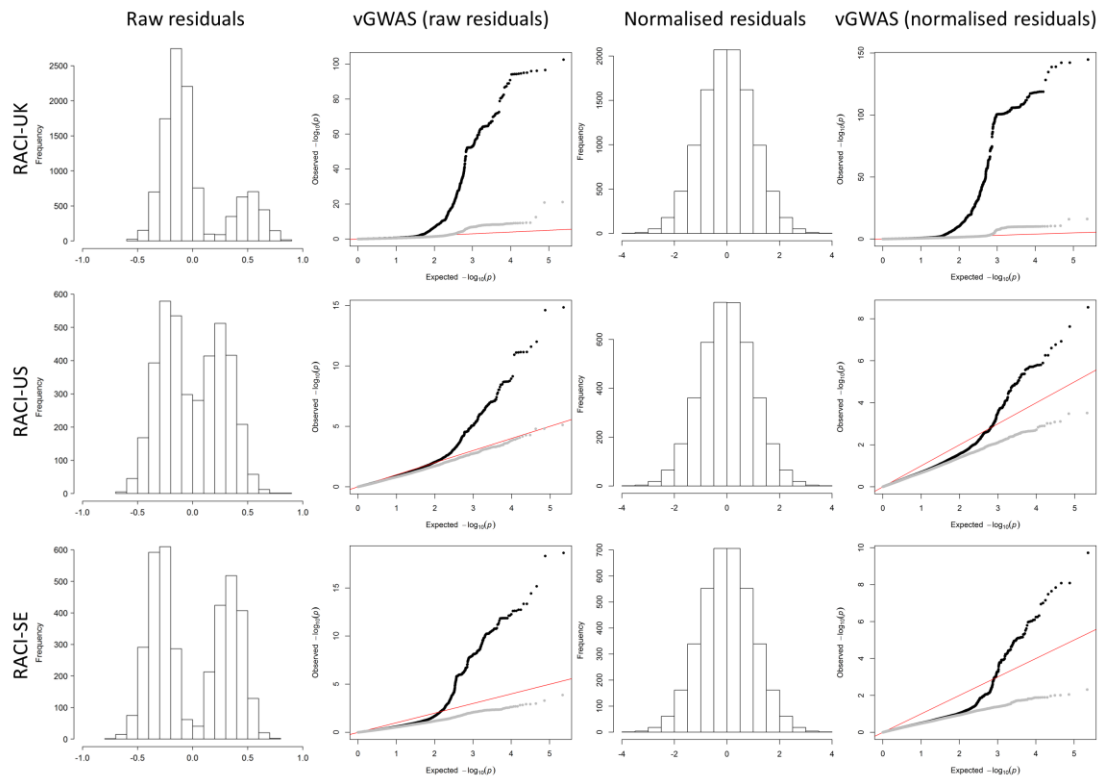 Raw residuals vGWAS (raw residuals) Normalised residuals vGWAS (normalised residuals)
RACI-UK
Frequency
0 500 1000 1500 2000 2500
-1.0 -0.5 0.0 0.5 1.0
Observed −log10(p)
0 20 40 60 80 100
0 1 2 3 4 5
Expected −log10(p)
Frequency
0 500 1000 1500 2000
-4 -2 0 2 4
Observed −log10(p)
0 50 100 150
0 1 2 3 4 5
Expected −log10(p)
RACI-US
Frequency
0 100 200 300 400 500 600
-1.0 -0.5 0.0 0.5 1.0
Observed −log10(p)
0 5 10 15
0 1 2 3 4 5
Expected −log10(p)
Frequency
0 200 400 600
-4 -2 0 2 4
Observed −log10(p)
0 2 4 6 8
0 1 2 3 4 5
Expected −log10(p)
RACI-SE
Frequency
0 100 200 300 400 500 600
-1.0 -0.5 0.0 0.5 1.0
Observed −log10(p)
0 5 10 15
0 1 2 3 4 5
Expected −log10(p)
Frequency
0 100 200 300 400 500 600 700
-4 -2 0 2 4
Observed −log10(p)
0 2 4 6 8 10
0 1 2 3 4 5
Expected −log10(p)